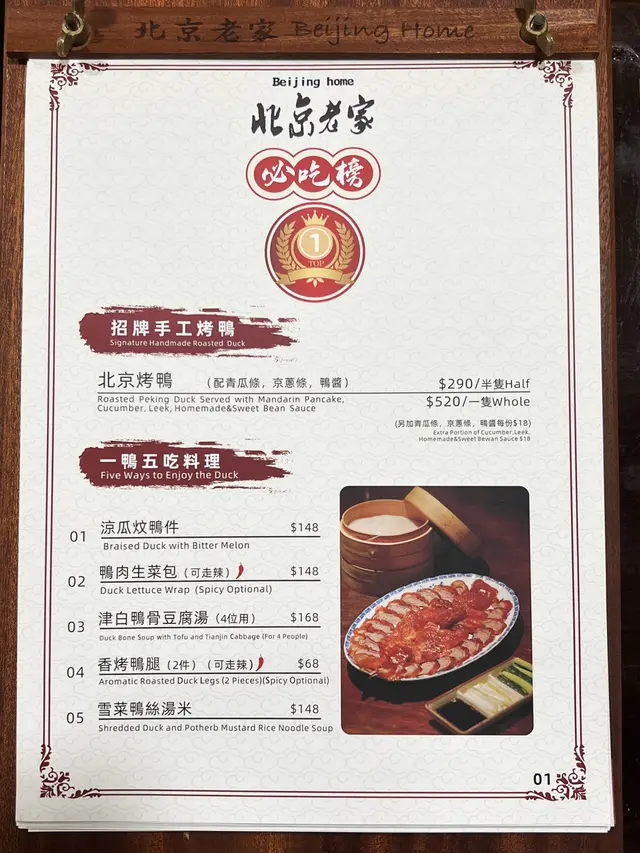 北京老家 Beijing Home
Beijing home
北京老家
必吃榜
1
TOP
招牌手工烤鴨
Signature Handmade Roasted Duck
北京烤鴨 （配青瓜條，京蔥條，鴨醬） $290/半隻Half
Roasted Peking Duck Served with Mandarin Pancake,
Cucumber, Leek, Homemade&Sweet Bean Sauce
$520/一隻Whole
(另加青瓜條，京蔥條，鴨醬每份$18)
Extra Portion of Cucumber,Leek.
Homemade&Sweet Bewan Sauce $18
一鴨五吃料理
Five Ways to Enjoy the Duck
01 涼瓜炆鴨件 $148
Braised Duck with Bitter Melon
02 鴨肉生菜包（可走辣） $148
Duck Lettuce Wrap (Spicy Optional)
03 津白鴨骨豆腐湯（4位用） $168
Duck Bone Soup with Tofu and Tianjin Cabbage (For 4 People)
04 香烤鴨腿（2件）（可走辣） $68
Aromatic Roasted Duck Legs (2 Pieces)(Spicy Optional)
05 雪菜鴨絲湯米 $148
Shredded Duck and Potherb Mustard Rice Noodle Soup
01